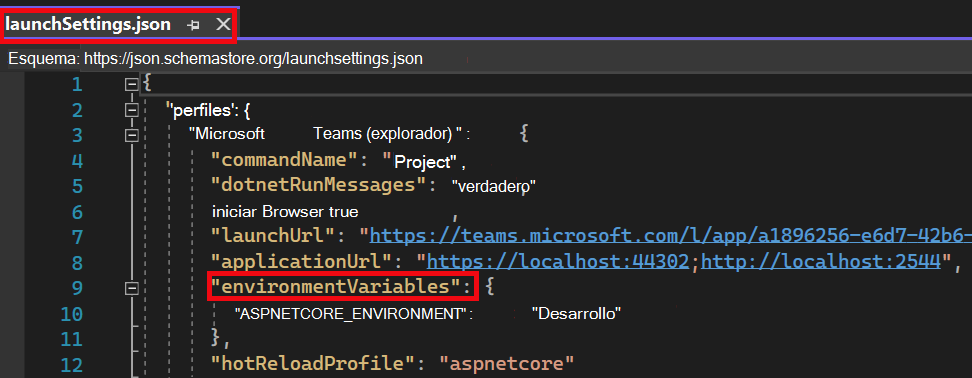 launchSettings.json
Esquema: https://json.schemastore.org/launchsettings.json
1 {
2 "perfiles': {
3 "Microsoft Teams (explorador) " : {
4 "commandName": "Project" ,
5 "dotnetRunMessages": "verdadero"
6 iniciar Browser true ,
7 "launchUrl": "https://teams.microsoft.com/l/app/a1896256-e6d7-42b6-
8 "applicationUrl": "https://localhost:44302;http://localhost:2544",
9 "environmentVariables": {
10 "ASPNETCORE_ENVIRONMENT": "Desarrollo"
11 },
12 "hotReloadProfile": "aspnetcore"